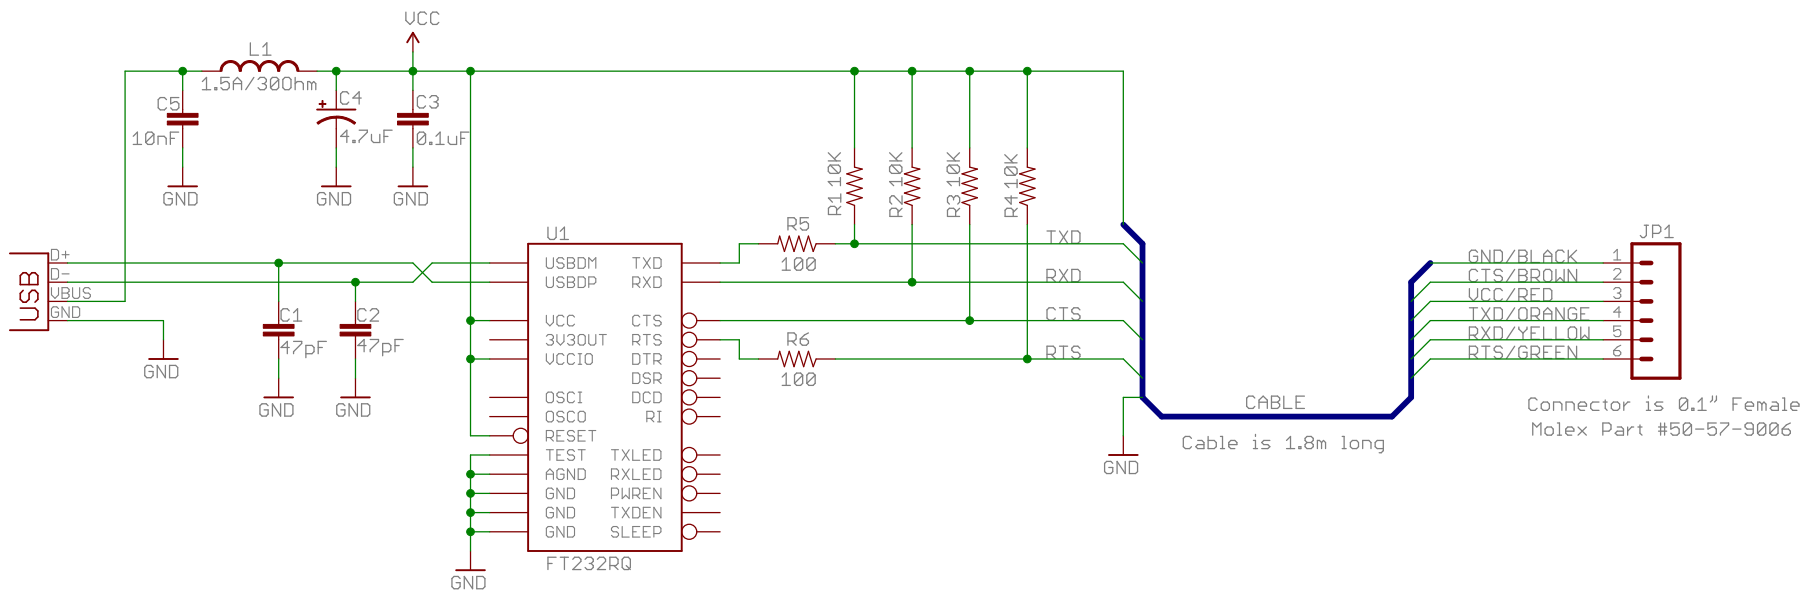 VCC
L1
1.5A/30Ohm
C5
10nF
C4
4.7uF
C3
0.1uF
GND
GND
GND
R1 10K
R2 10K
R3 10K
R4 10K
USB
D+
D-
VBUS
GND
GND
C1
47pF
GND
C2
47pF
GND
U1
USBDM
USBDP
VCC
3V3OUT
VCCIO
OSCI
OSCO
RESET
TEST
AGND
GND
GND
GND
TXD
RXD
CTS
RTS
DTR
DSR
DCD
RI
TXLED
RXLED
PWREN
TXDEN
SLEEP
FT232RQ
GND
R5
100
R6
100
TXD
RXD
CTS
RTS
GND
CABLE
Cable is 1.8m long
JP1
GND/BLACK 1
CTS/BROWN 2
VCC/RED 3
TXD/ORANGE 4
RXD/YELLOW 5
RTS/GREEN 6
Connector is 0.1" Female
Molex Part #50-57-9006